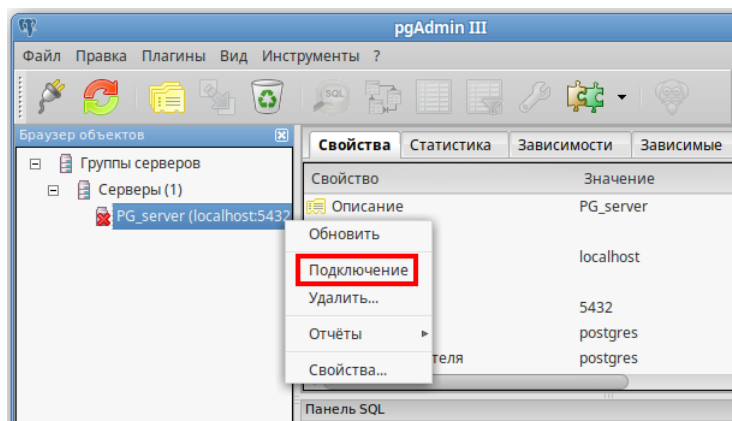 pgAdmin III
Файл Правка Плагины Вид Инструменты ?
SQL
Браузер объектов
Свойства Статистика Зависимости Зависимые
Группы серверов
Свойство Значение
Серверы (1)
Описание PG_server
PG_server (localhost:5432
Обновить
localhost
Подключение
Удалить...
5432
Отчёты
postgres
теля postgres
Свойства...
Панель SQL